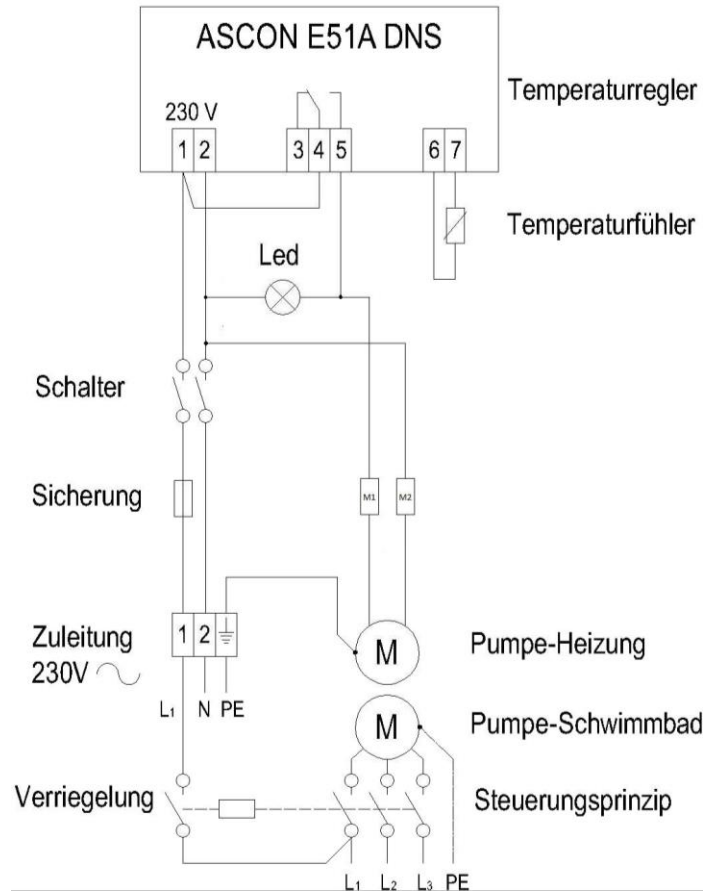 ASCON E51A DNS
Temperaturregler
230 V
1 2 3 4 5 6 7
Temperaturfühler
Led
Schalter
Sicherung
M1 M2
1 2
Zuleitung
230V
M
Pumpe-Heizung
L1 N PE
M
Pumpe-Schwimmbad
Verriegelung
Steuerungsprinzip
L1 L2 L3 PE